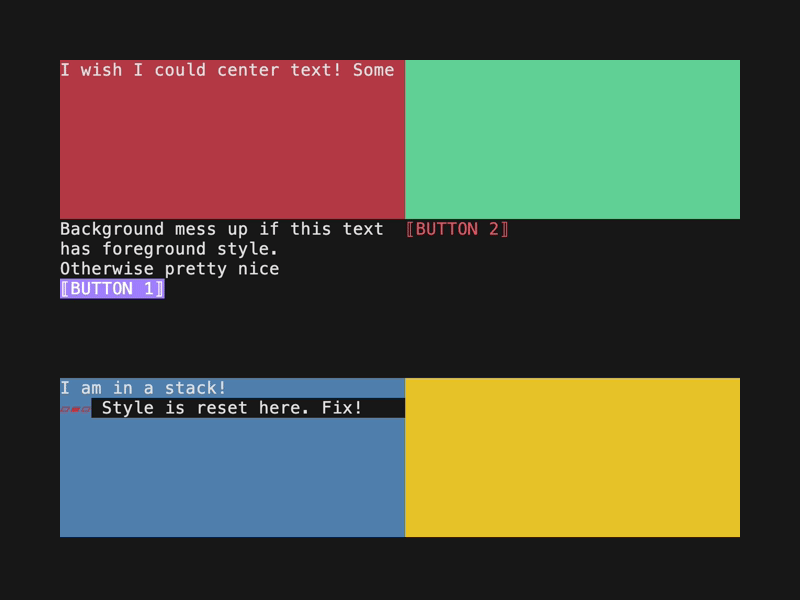 I wish I could center text! Some
Background mess up if this text
has foreground style.
Otherwise pretty nice
⟦BUTTON 1⟧
⟦BUTTON 2⟧
I am in a stack!
▱▰▱ Style is reset here. Fix!